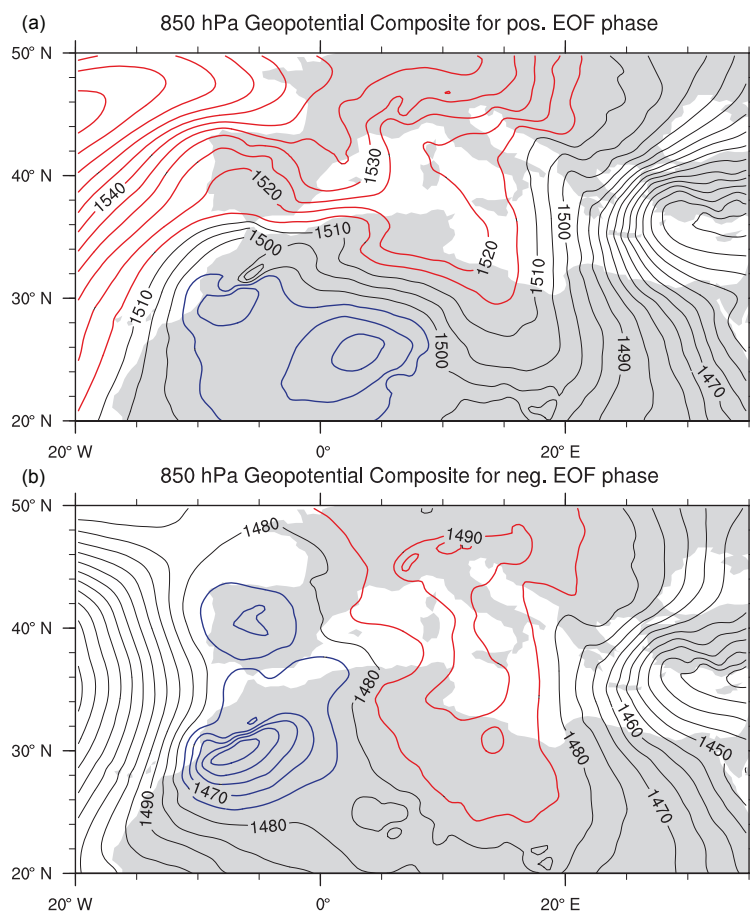 (a) 850 hPa Geopotential Composite for pos. EOF phase
50° N
40° N
30° N
20° N
1540
1520
1530
1510
1500
1510
1520
1510
1500
1500
1490
1470
20° W 0° 20° E
(b) 850 hPa Geopotential Composite for neg. EOF phase
50° N
40° N
30° N
20° N
1480
1490
1480
1470
1490
1480
1480
1460
1450
1470
20° W 0° 20° E